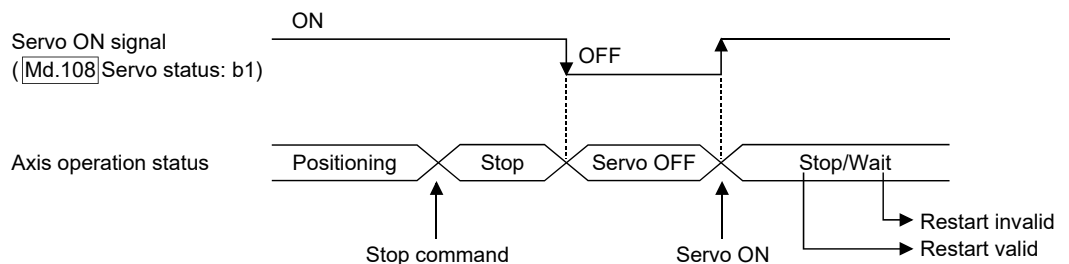 ON
Servo ON signal
OFF
( Md.108 Servo status: b1)
Axis operation status
Positioning
Stop
Servo OFF
Stop/Wait
Restart invalid
Restart valid
Stop command
Servo ON